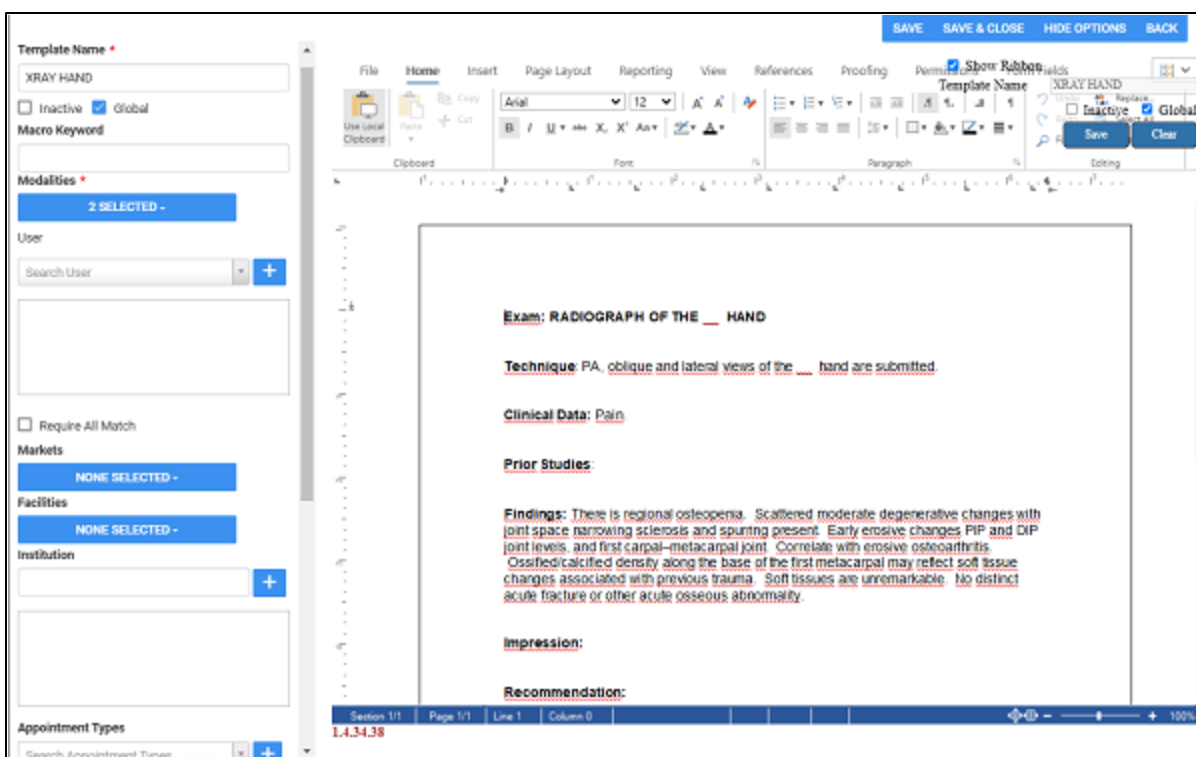 SAVE SAVE & CLOSE HIDE OPTIONS BACK
Template Name *
XRAY HAND
Inactive Global
Macro Keyword
Modalities *
2 SELECTED -
User
Search User
Require All Match
Markets
NONE SELECTED -
Facilities
NONE SELECTED -
Institution
Appointment Types
Search Appointment Types
File Home Insert Page Layout Reporting View References Proofing
Show Ribbon
Template Name XRAY HAND
Inactive Global
Save Clear
Use Local Clipboard
Paste
Copy
Cut
Arial 12
Clipboard Font Paragraph Editing
Exam: RADIOGRAPH OF THE __ HAND
Technique: PA, oblique and lateral views of the __ hand are submitted.
Clinical Data: Pain.
Prior Studies:
Findings: There is regional osteopenia. Scattered moderate degenerative changes with
joint space narrowing sclerosis and spurring present. Early erosive changes PIP and DIP
joint levels, and first carpal–metacarpal joint. Correlate with erosive osteoarthritis.
Ossified/calcified density along the base of the first metacarpal may reflect soft tissue
changes associated with previous trauma. Soft tissues are unremarkable. No distinct
acute fracture or other acute osseous abnormality.
Impression:
Recommendation:
Section 1/1 Page 1/1 Line 1 Column 0 100%
1.4.34.38